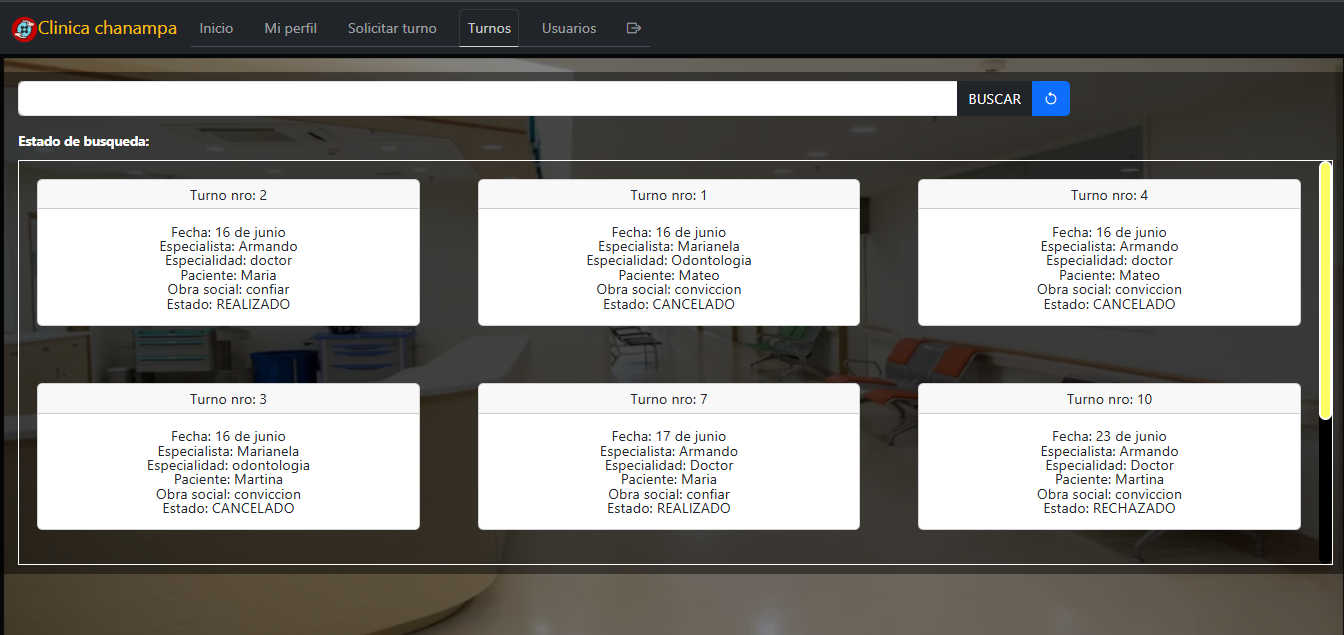 Clinica chanampa
Inicio
Mi perfil
Solicitar turno
Turnos
Usuarios
BUSCAR
Estado de busqueda:
Turno nro: 2
Fecha: 16 de junio
Especialista: Armando
Especialidad: doctor
Paciente: Maria
Obra social: confiar
Estado: REALIZADO
Turno nro: 1
Fecha: 16 de junio
Especialista: Marianela
Especialidad: Odontologia
Paciente: Mateo
Obra social: conviccion
Estado: CANCELADO
Turno nro: 4
Fecha: 16 de junio
Especialista: Armando
Especialidad: doctor
Paciente: Mateo
Obra social: conviccion
Estado: CANCELADO
Turno nro: 3
Fecha: 16 de junio
Especialista: Marianela
Especialidad: odontologia
Paciente: Martina
Obra social: conviccion
Estado: CANCELADO
Turno nro: 7
Fecha: 17 de junio
Especialista: Armando
Especialidad: Doctor
Paciente: Maria
Obra social: confiar
Estado: REALIZADO
Turno nro: 10
Fecha: 23 de junio
Especialista: Armando
Especialidad: Doctor
Paciente: Martina
Obra social: conviccion
Estado: RECHAZADO